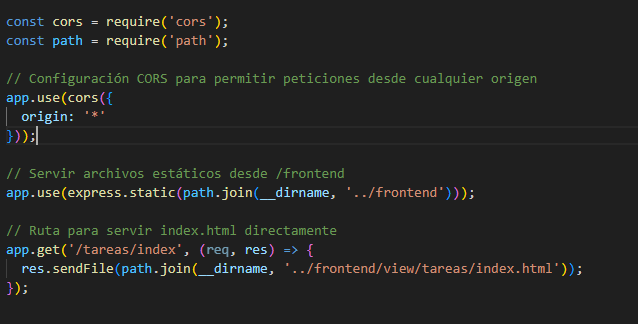 const cors = require('cors');
const path = require('path');
// Configuración CORS para permitir peticiones desde cualquier origen
app.use(cors({
  origin: '*'
}));
// Servir archivos estáticos desde /frontend
app.use(express.static(path.join(__dirname, '../frontend')));
// Ruta para servir index.html directamente
app.get('/tareas/index', (req, res) => {
  res.sendFile(path.join(__dirname, '../frontend/view/tareas/index.html'));
});